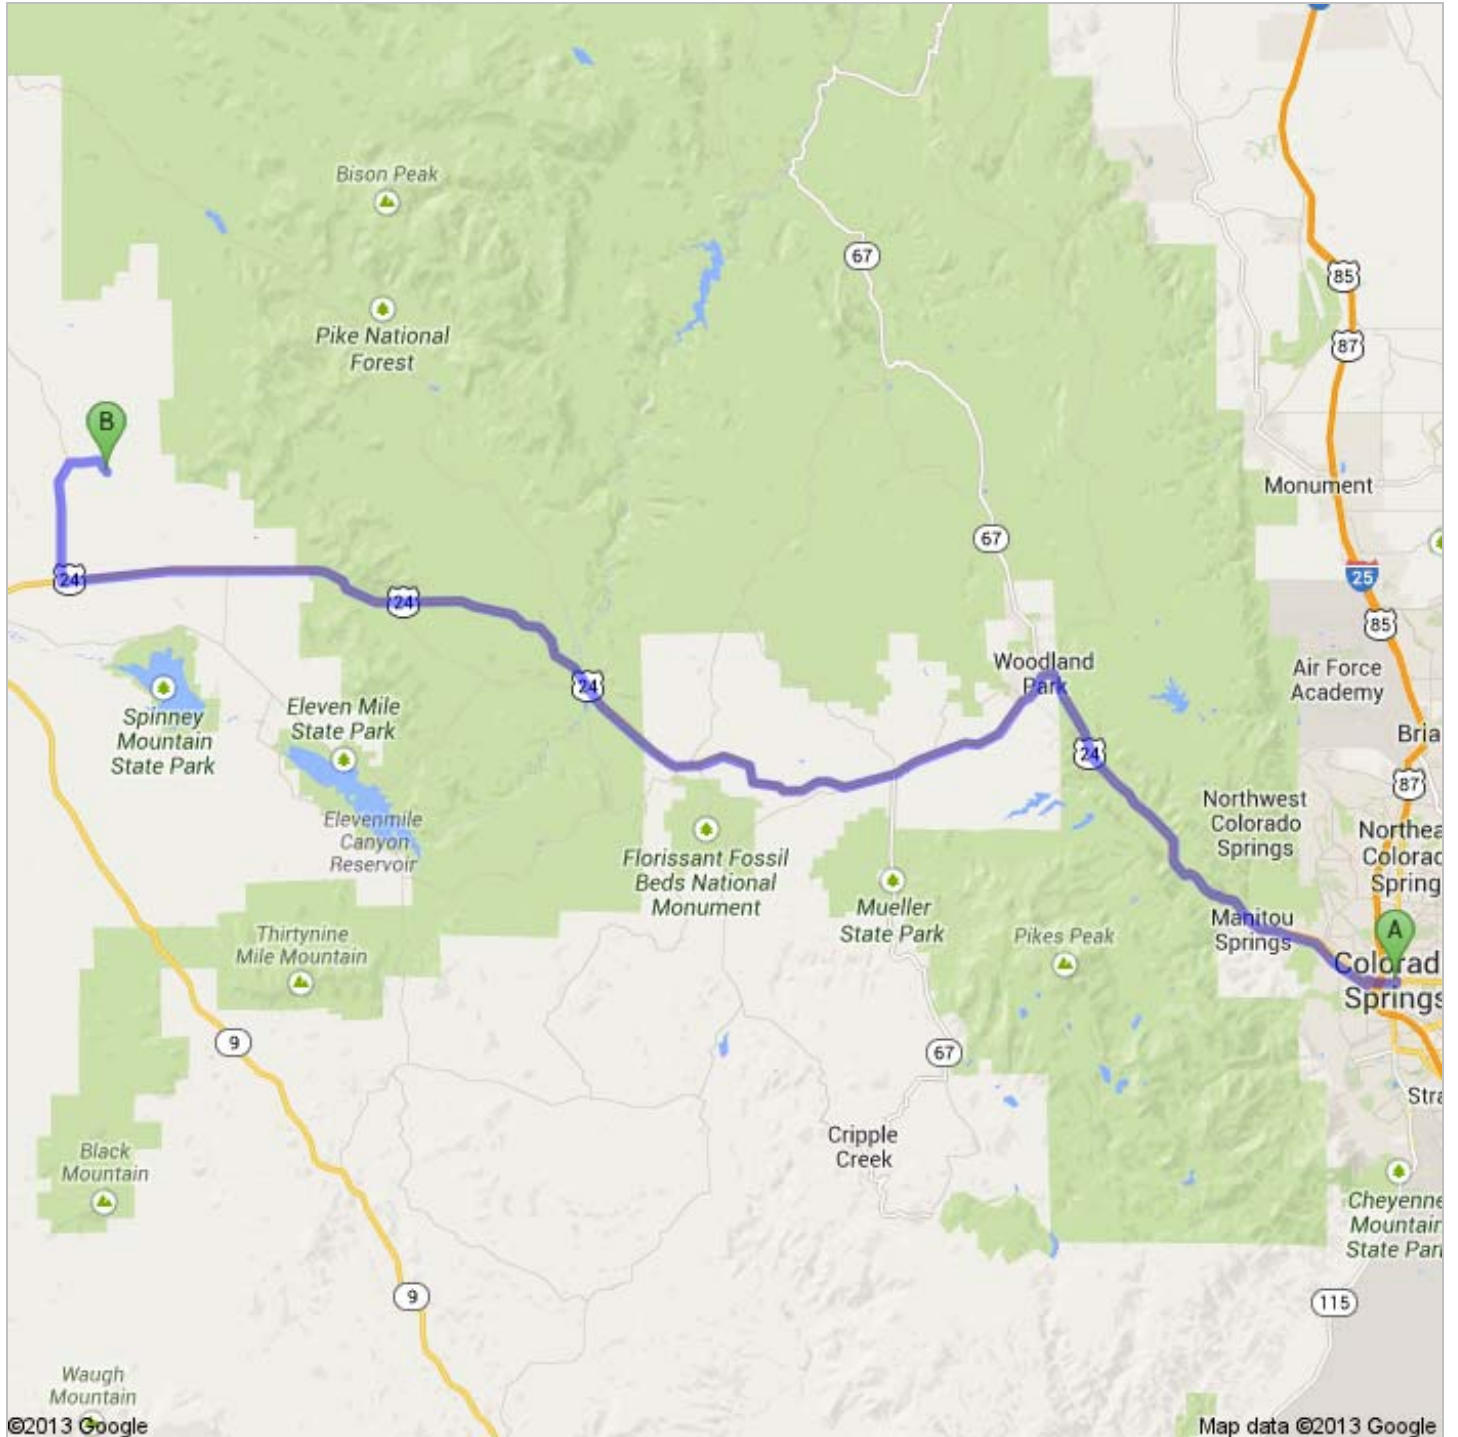 Bison Peak
67
85
Pike National
Forest
87
B
Monument
67
24
24
25
85
Woodland
Park
Air Force
Academy
24
Eleven Mile
State Park
Spinney
Mountain
State Park
Bria
24
87
Northwest
Colorado
Springs
Elevenmile
Canyon
Reservoir
Northea
Colorad
Spring
Florissant Fossil
Beds National
Monument
Mueller
State Park
Manitou
Springs
A
Thirtynine
Mile Mountain
Pikes Peak
Colorad
Springs
9
67
Stra
Cripple
Creek
Black
Mountain
Cheyenne
Mountain
State Par
9
115
Waugh
Mountain
©2013 Google
Map data ©2013 Google